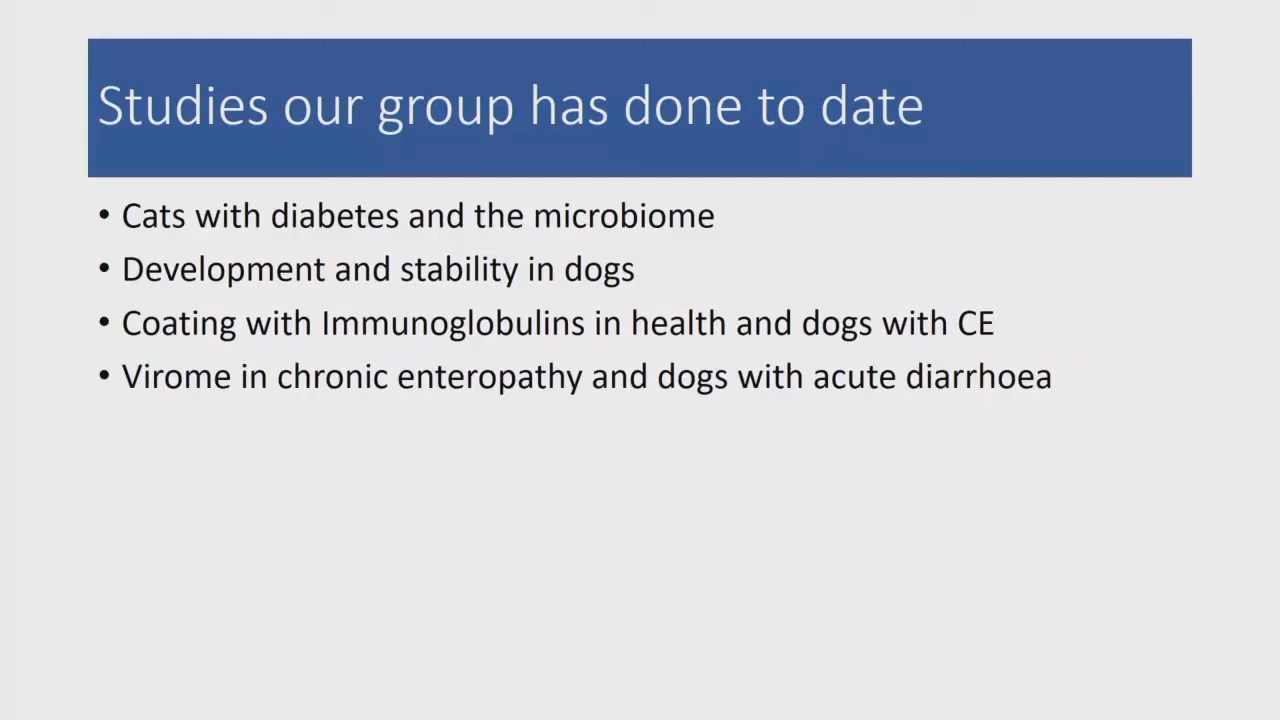 Studies our group has done to date
• Cats with diabetes and the microbiome
• Development and stability in dogs
• Coating with Immunoglobulins in health and dogs with CE
• Virome in chronic enteropathy and dogs with acute diarrhoea